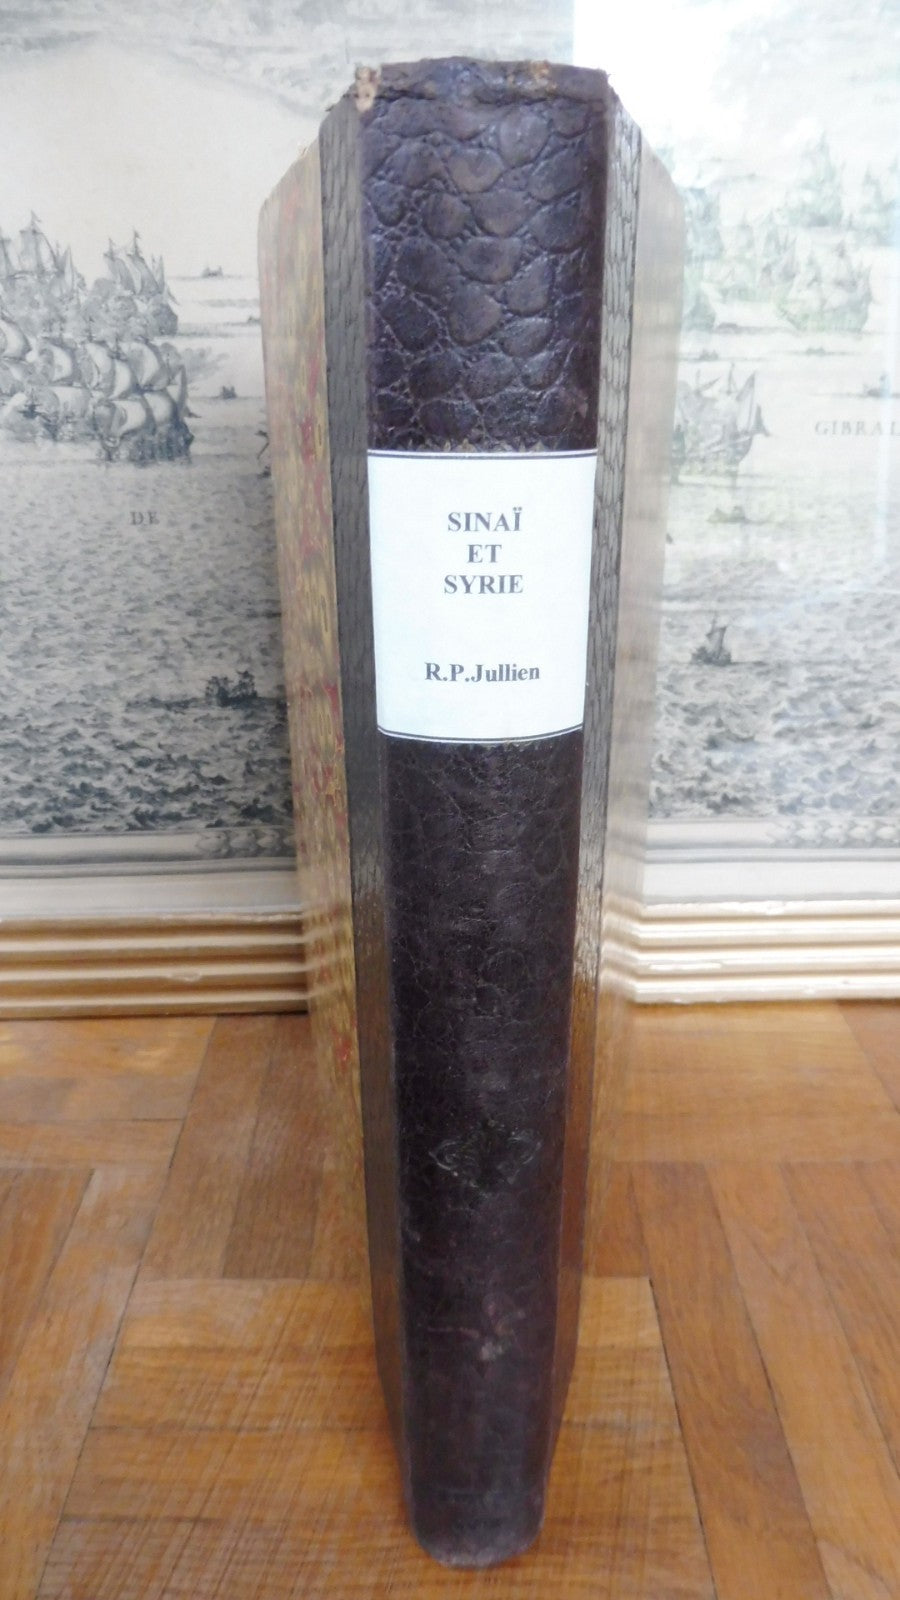 SINAÏ
ET
SYRIE
R.P.Jullien
DE
GIBRAL